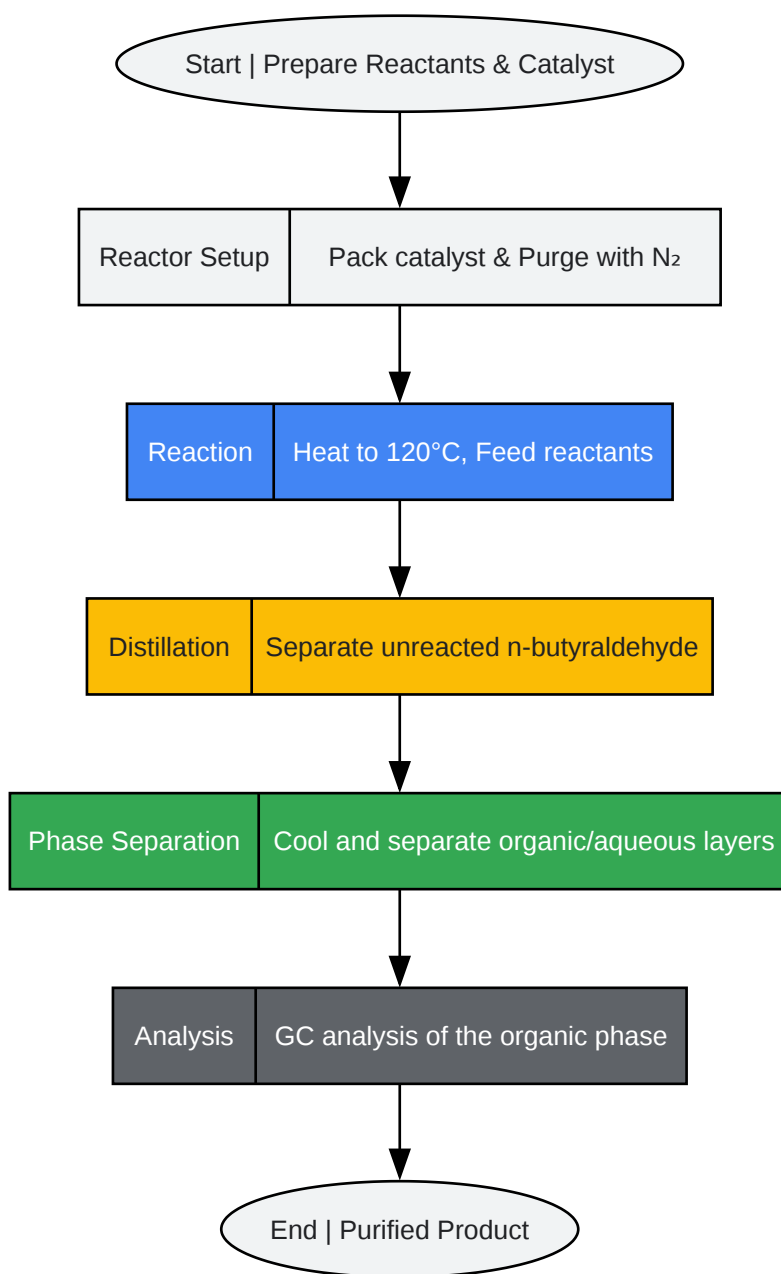 Start | Prepare Reactants & Catalyst
Reactor Setup Pack catalyst & Purge with N₂
Reaction Heat to 120°C, Feed reactants
Distillation Separate unreacted n-butyraldehyde
Phase Separation Cool and separate organic/aqueous layers
Analysis GC analysis of the organic phase
End | Purified Product